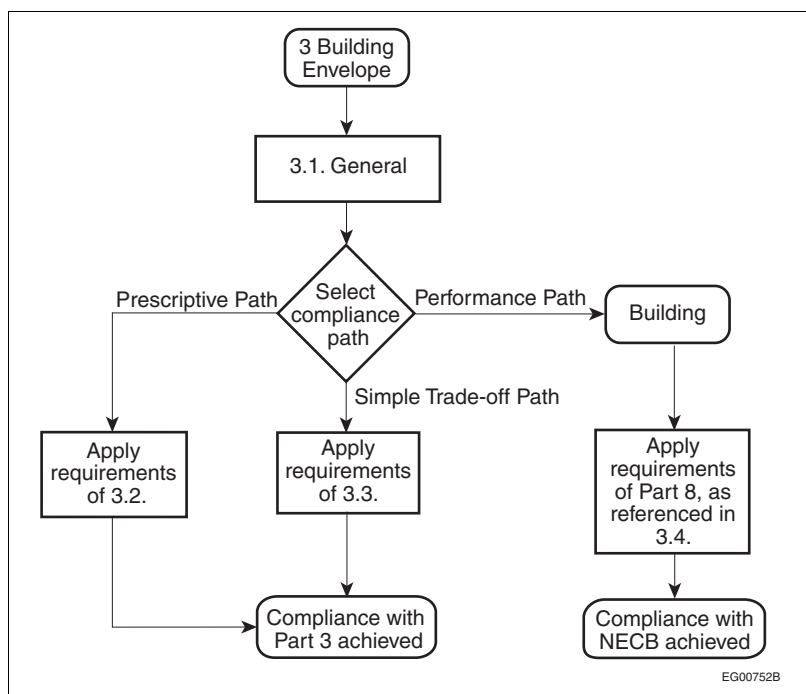 3 Building
Envelope
3.1. General
Select
compliance
path
Prescriptive Path
Performance Path
Simple Trade-off Path
Building
Apply
requirements
of 3.2.
Apply
requirements
of 3.3.
Apply
requirements
of Part 8, as
referenced in
3.4.
Compliance with
Part 3 achieved
Compliance with
NECB achieved
EG00752B